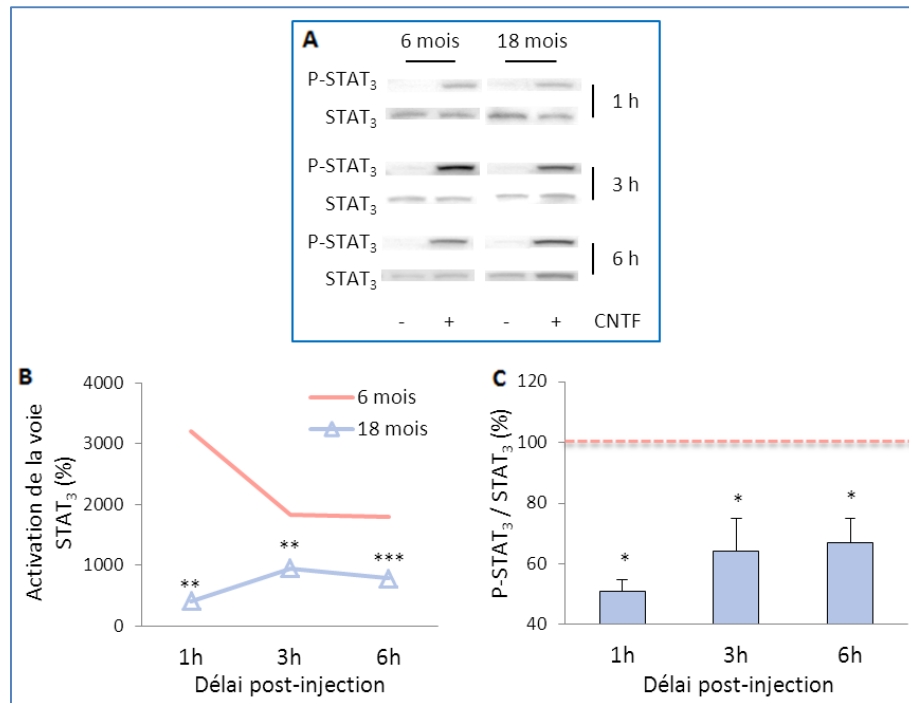 A
6 mois 18 mois
P-STAT3
STAT3
1 h
P-STAT3
STAT3
3 h
P-STAT3
STAT3
6 h
- + - + CNTF
B
Activation de la voie
STAT3 (%)
4000
3000
2000
1000
0
6 mois
18 mois
** ** ***
1h 3h 6h
Délai post-injection
C
P-STAT3 / STAT3 (%)
120
100
80
60
40
* * *
1h 3h 6h
Délai post-injection